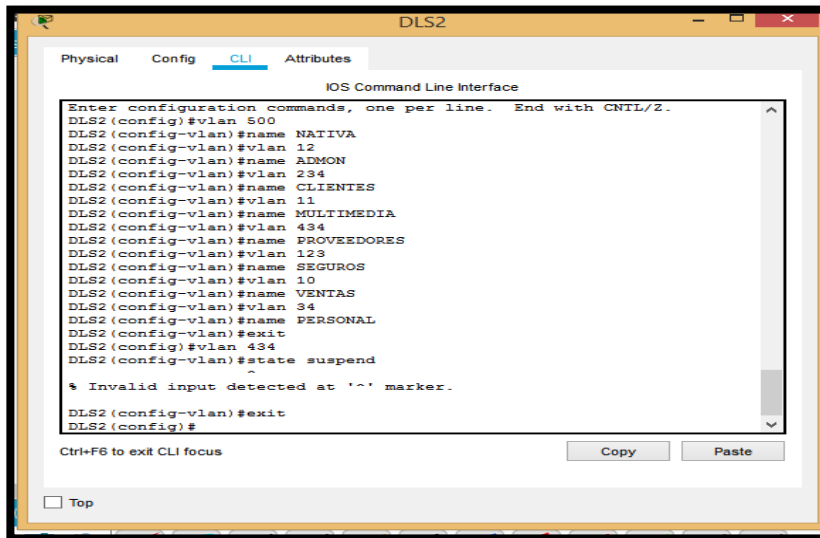 DLS2
Physical Config CLI Attributes
IOS Command Line Interface
Enter configuration commands, one per line. End with CNTL/Z.
DLS2(config)#vlan 500
DLS2(config-vlan)#name NATIVA
DLS2(config-vlan)#vlan 12
DLS2(config-vlan)#name ADMON
DLS2(config-vlan)#vlan 234
DLS2(config-vlan)#name CLIENTES
DLS2(config-vlan)#vlan 11
DLS2(config-vlan)#name MULTIMEDIA
DLS2(config-vlan)#vlan 434
DLS2(config-vlan)#name PROVEEDORES
DLS2(config-vlan)#vlan 123
DLS2(config-vlan)#name SEGUROS
DLS2(config-vlan)#vlan 10
DLS2(config-vlan)#name VENTAS
DLS2(config-vlan)#vlan 34
DLS2(config-vlan)#name PERSONAL
DLS2(config-vlan)#exit
DLS2(config)#vlan 434
DLS2(config-vlan)#state suspend
^
% Invalid input detected at '^' marker.
DLS2(config-vlan)#exit
DLS2(config)#
Ctrl+F6 to exit CLI focus
Copy Paste
Top